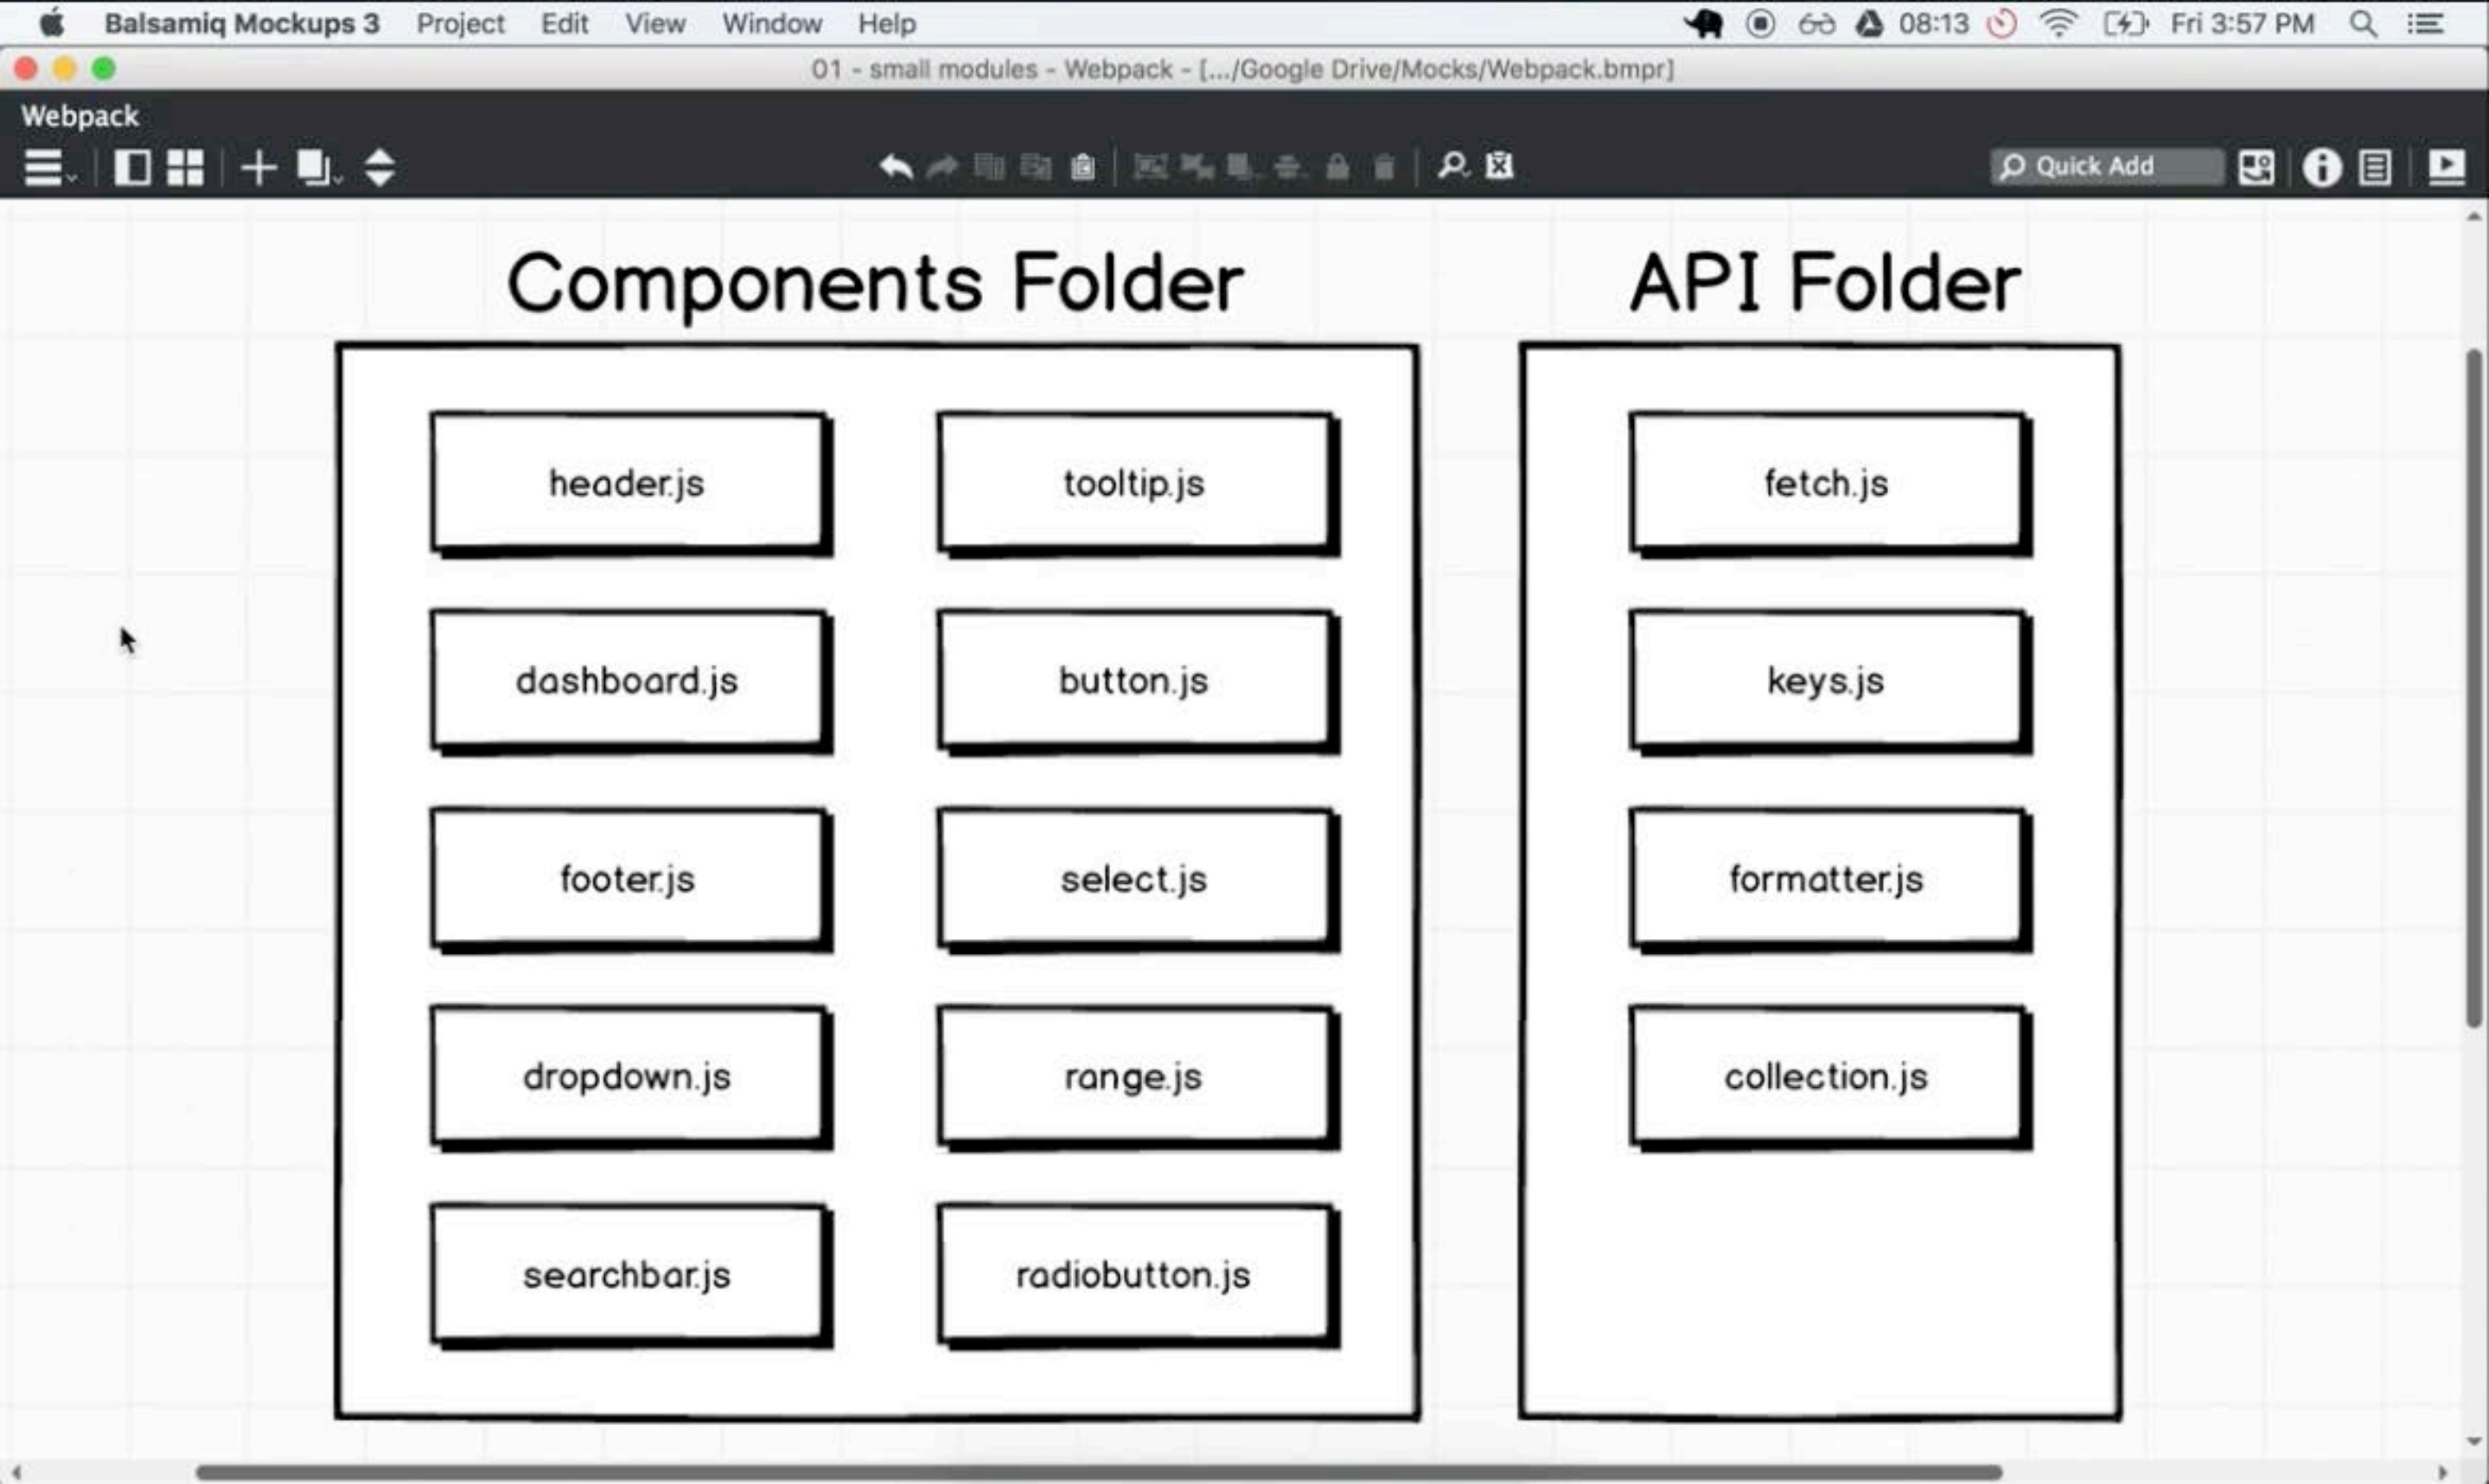 Balsamiq Mockups 3 Project Edit View Window Help 08:13 Fri 3:57 PM
01 - small modules - Webpack - [.../Google Drive/Mocks/Webpack.bmpr]
Webpack
Quick Add
Components Folder API Folder
header.js tooltip.js fetch.js
dashboard.js button.js keys.js
footer.js select.js formatter.js
dropdown.js range.js collection.js
searchbar.js radiobutton.js